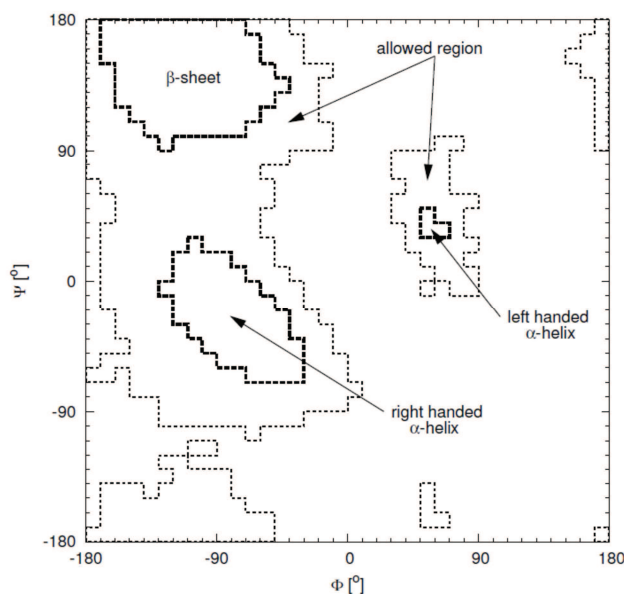 180
90
0
-90
-180
Ψ [º]
β-sheet
allowed region
left handed
α-helix
right handed
α-helix
-180
-90
0
90
180
Φ [º]